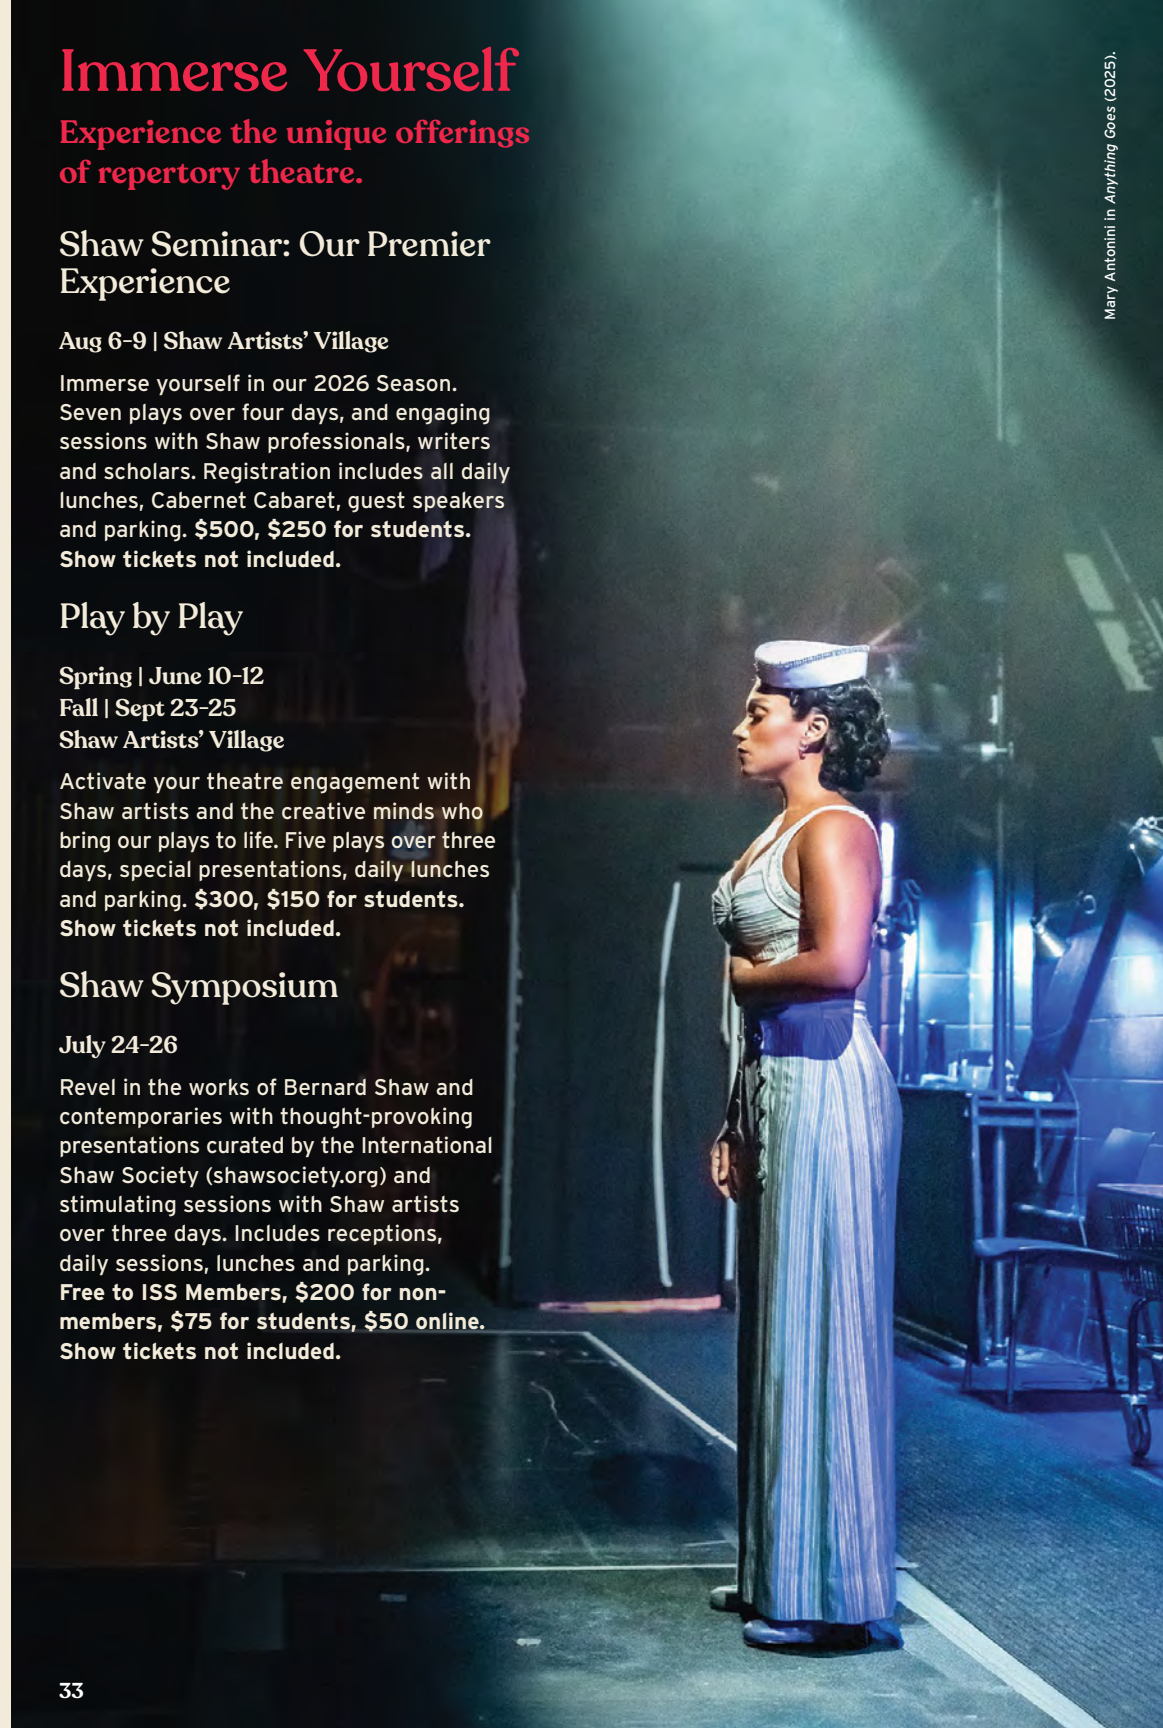 Immerse Yourself
Experience the unique offerings
of repertory theatre.
Shaw Seminar: Our Premier
Experience
Aug 6–9 | Shaw Artists’ Village
Immerse yourself in our 2026 Season.
Seven plays over four days, and engaging
sessions with Shaw professionals, writers
and scholars. Registration includes all daily
lunches, Cabernet Cabaret, guest speakers
and parking. $500, $250 for students.
Show tickets not included.
Play by Play
Spring | June 10–12
Fall | Sept 23–25
Shaw Artists’ Village
Activate your theatre engagement with
Shaw artists and the creative minds who
bring our plays to life. Five plays over three
days, special presentations, daily lunches
and parking. $300, $150 for students.
Show tickets not included.
Shaw Symposium
July 24–26
Revel in the works of Bernard Shaw and
contemporaries with thought-provoking
presentations curated by the International
Shaw Society (shawsociety.org) and
stimulating sessions with Shaw artists
over three days. Includes receptions,
daily sessions, lunches and parking.
Free to ISS Members, $200 for non-
members, $75 for students, $50 online.
Show tickets not included.
33
Mary Antonini in Anything Goes (2025).